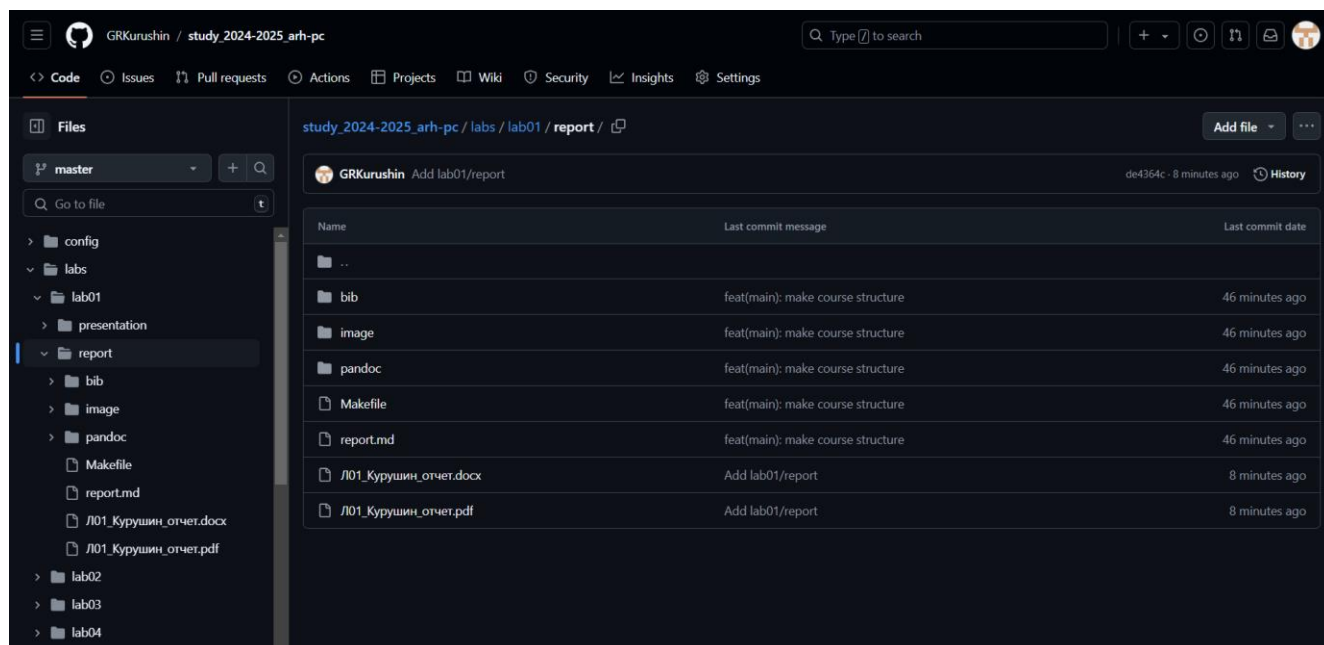 GRKurushin / study_2024-2025_arh-pc
Type / to search
Code Issues Pull requests Actions Projects Wiki Security Insights Settings
Files
master
Go to file t
config
labs
lab01
presentation
report
bib
image
pandoc
Makefile
report.md
Л01_Курушин_отчет.docx
Л01_Курушин_отчет.pdf
lab02
lab03
lab04
study_2024-2025_arh-pc / labs / lab01 / report /
Add file
GRKurushin Add lab01/report de4364c · 8 minutes ago History
Name Last commit message Last commit date
..
bib feat(main): make course structure 46 minutes ago
image feat(main): make course structure 46 minutes ago
pandoc feat(main): make course structure 46 minutes ago
Makefile feat(main): make course structure 46 minutes ago
report.md feat(main): make course structure 46 minutes ago
Л01_Курушин_отчет.docx Add lab01/report 8 minutes ago
Л01_Курушин_отчет.pdf Add lab01/report 8 minutes ago